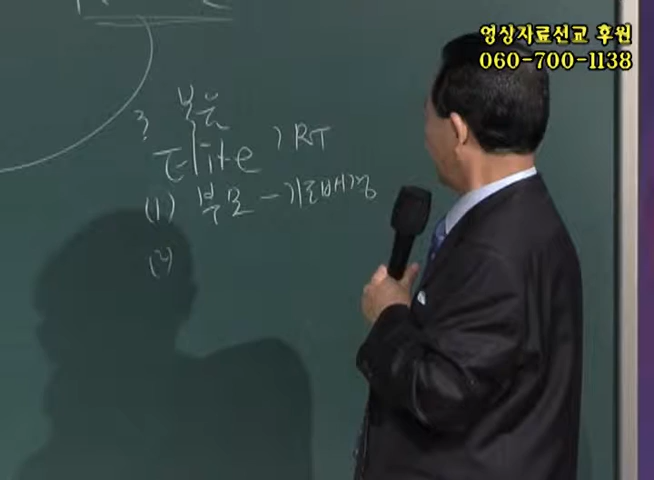 영상자료선교 후원
060-700-1138
3 복음
Elite ) RT
(1) 부모 - 기도배경
(2)